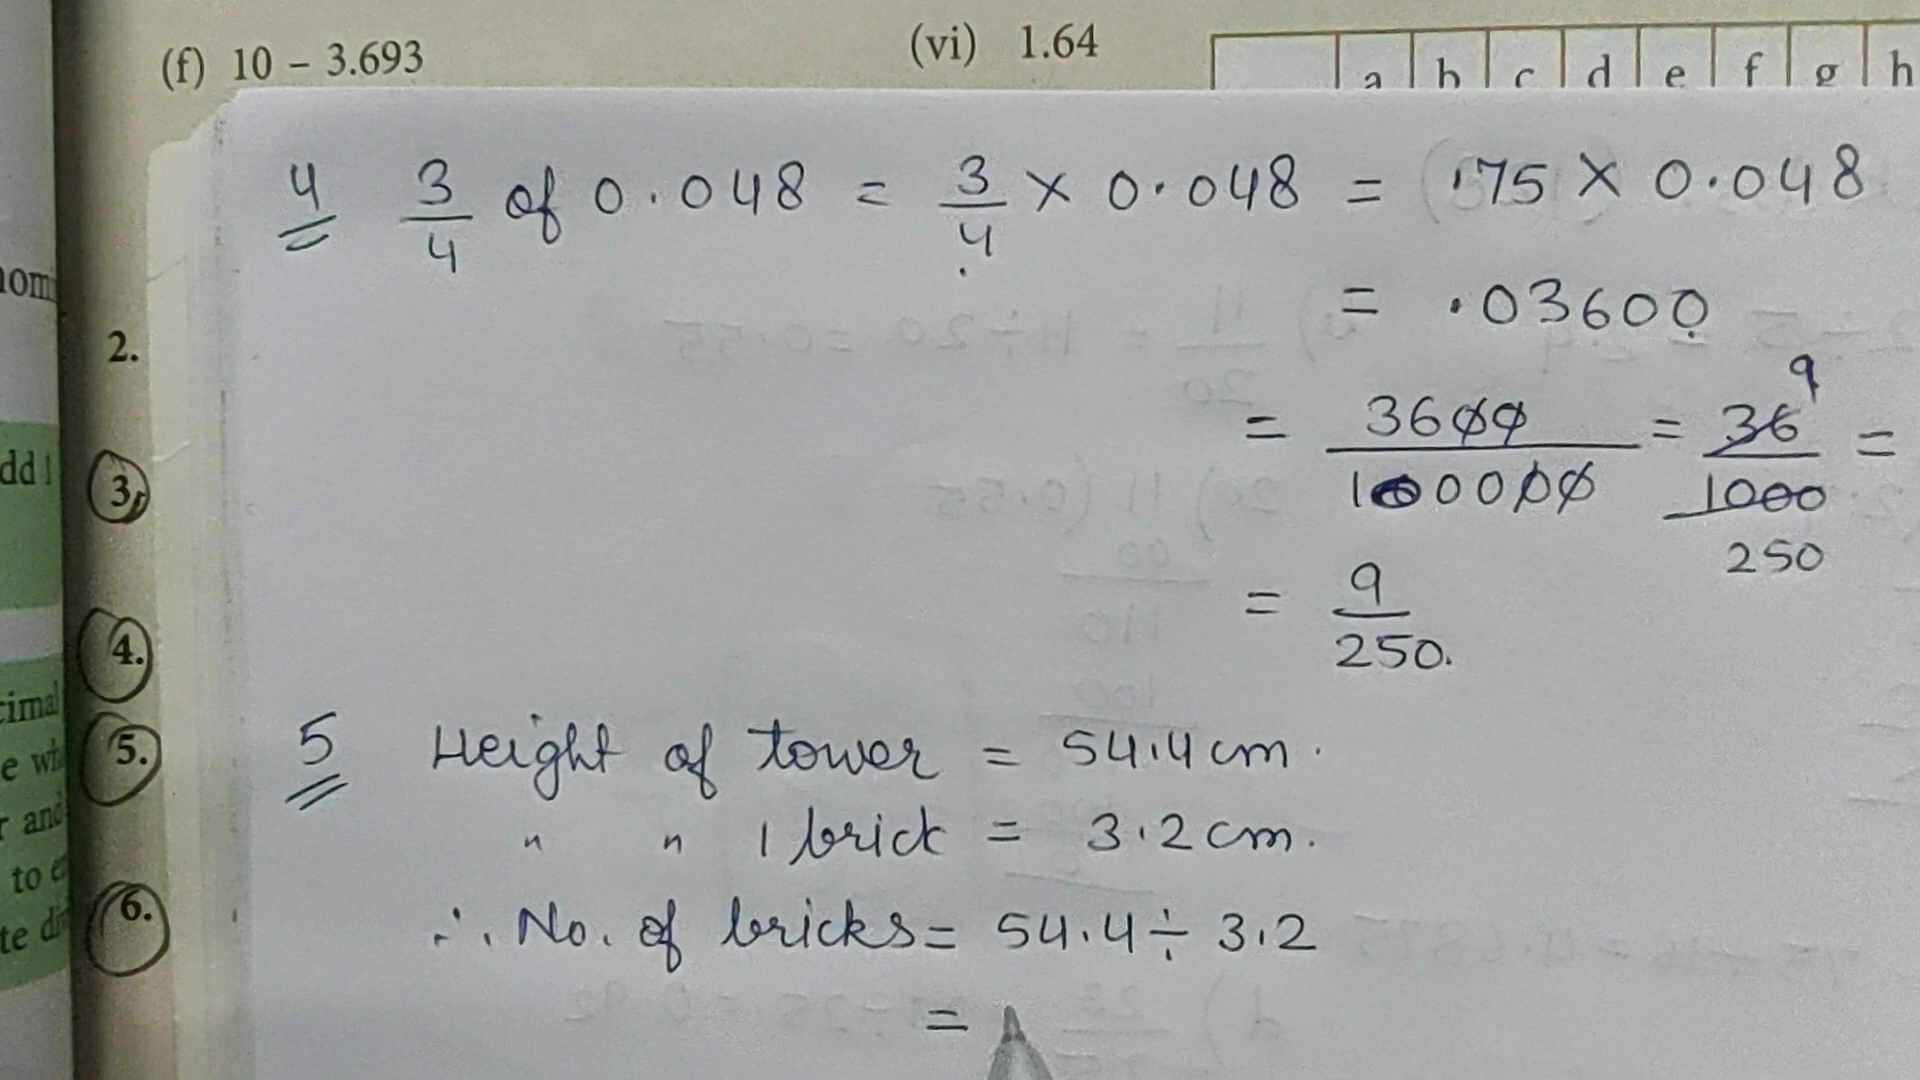 (f) 10 – 3.693 (vi) 1.64
a b c d e f g h
4 3/4 of 0.048 = 3/4 × 0.048 = .75 × 0.048
= .03600
2.
= 3600/100000 = 36/1000 = 9 250
dd 1
3.
= 9/250.
4.
5.
6.
5 Height of tower = 54.4 cm.
" " 1 brick = 3.2 cm.
∴ No. of bricks = 54.4 ÷ 3.2
=